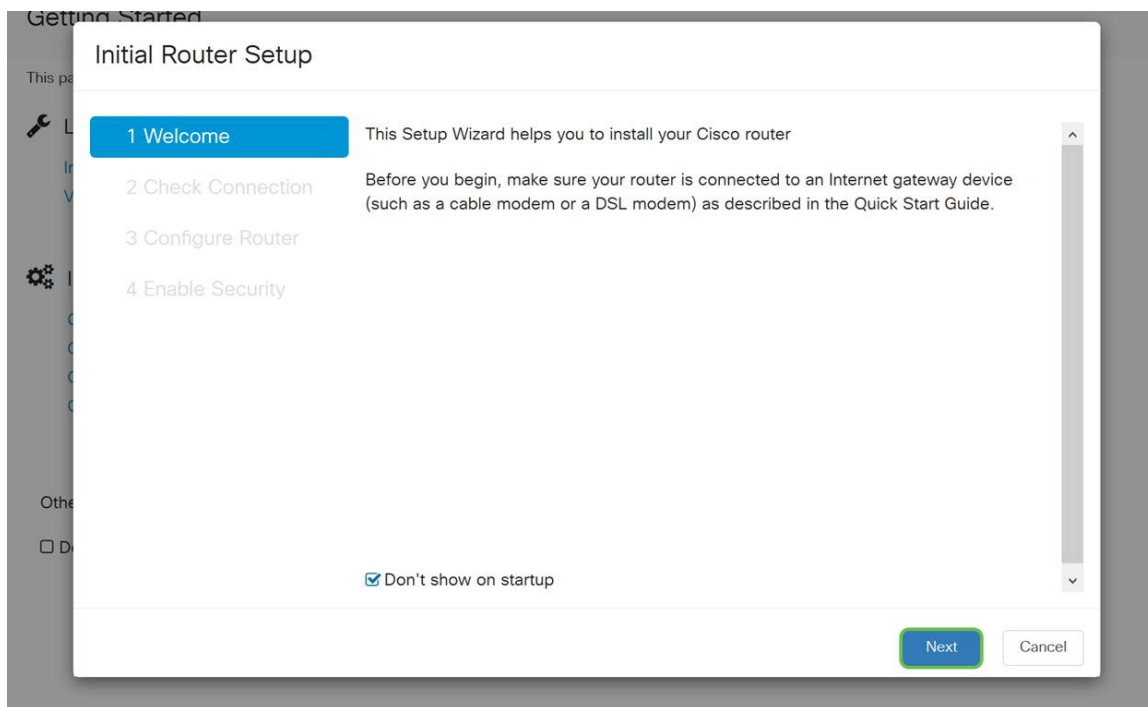 Getting Started
Initial Router Setup
This
1 Welcome
This Setup Wizard helps you to install your Cisco router
2 Check Connection
Before you begin, make sure your router is connected to an Internet gateway device
(such as a cable modem or a DSL modem) as described in the Quick Start Guide.
3 Configure Router
4 Enable Security
Don't show on startup
Next
Cancel